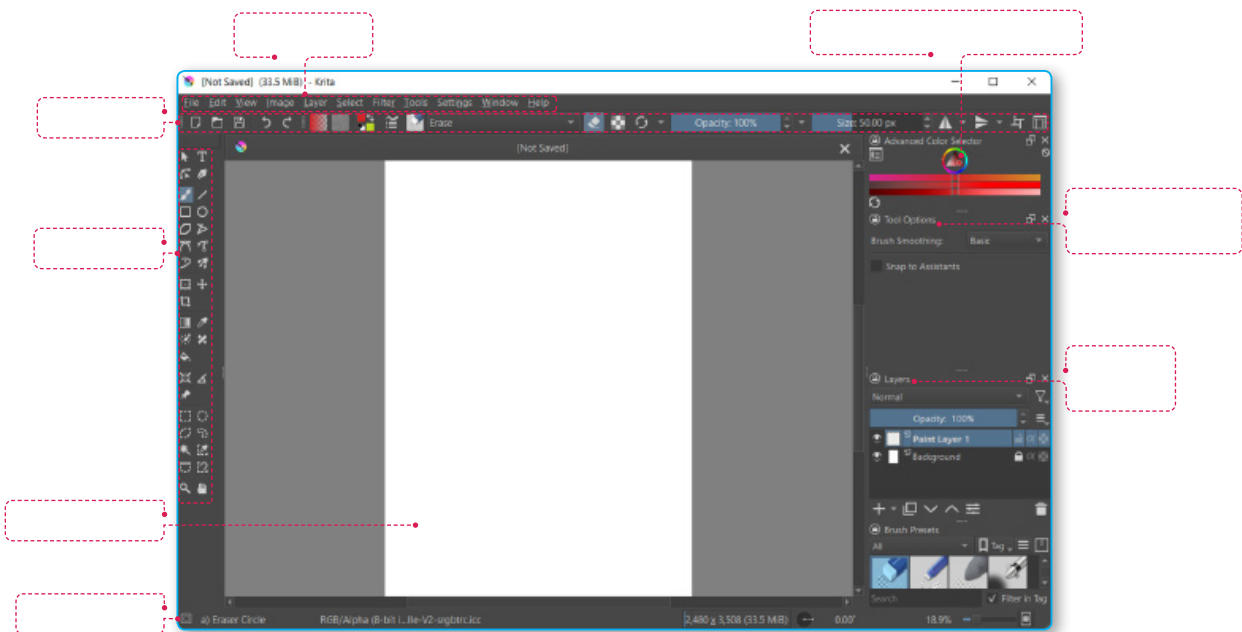 [Not Saved] (33.5 MiB) - Krita
File Edit View Image Layer Select Filter Tools Settings Window Help
Erase
Opacity: 100%
Size: 50.00 px
[Not Saved]
Advanced Color Selector
Tool Options
Brush Smoothing: Basic
Snap to Assistants
Layers
Normal
Opacity: 100%
Paint Layer 1
Background
Brush Presets
All
Tag
Search
Filter in Tag
a) Eraser Circle
RGB/Alpha (8-bit i...lle-V2-srgbtrc.icc
2,480 x 3,508 (33.5 MiB)
0.00°
18.9%